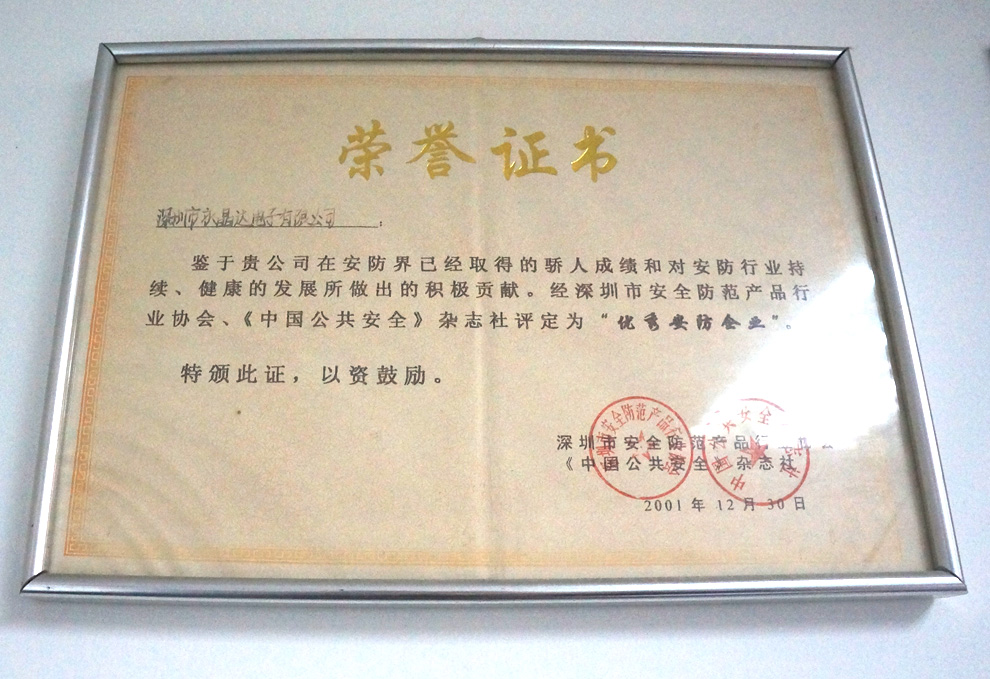 荣誉证书
深圳市永晶达电子有限公司:
鉴于贵公司在安防界已经取得的骄人成绩和对安防行业持
续、健康的发展所做出的积极贡献。经深圳市安全防范产品行
业协会、《中国公共安全》杂志社评定为“优秀安防企业”。
特颁此证，以资鼓励。
深圳市安全防范产品行
《中国公共安全》杂志社
2001年12月30日